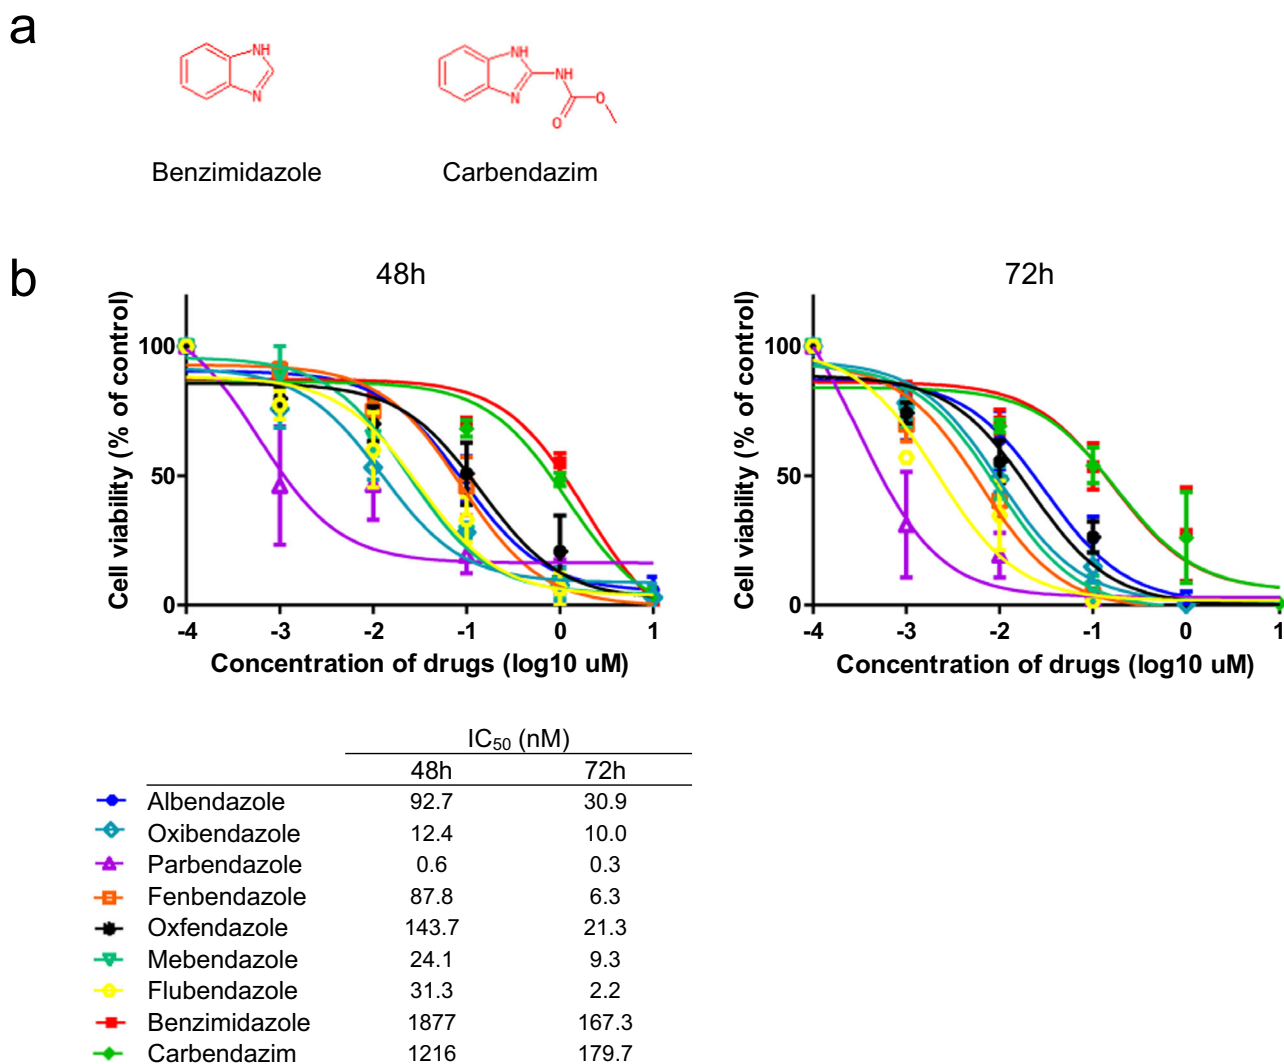 a
NH
N
NH
N
NH
O
O
Benzimidazole
Carbendazim
b
48h
72h
Cell viability (% of control)
100
50
0
-4 -3 -2 -1 0 1
Concentration of drugs (log10 uM)
Cell viability (% of control)
100
50
0
-4 -3 -2 -1 0 1
Concentration of drugs (log10 uM)
IC50 (nM)
48h 72h
Albendazole 92.7 30.9
Oxibendazole 12.4 10.0
Parbendazole 0.6 0.3
Fenbendazole 87.8 6.3
Oxfendazole 143.7 21.3
Mebendazole 24.1 9.3
Flubendazole 31.3 2.2
Benzimidazole 1877 167.3
Carbendazim 1216 179.7